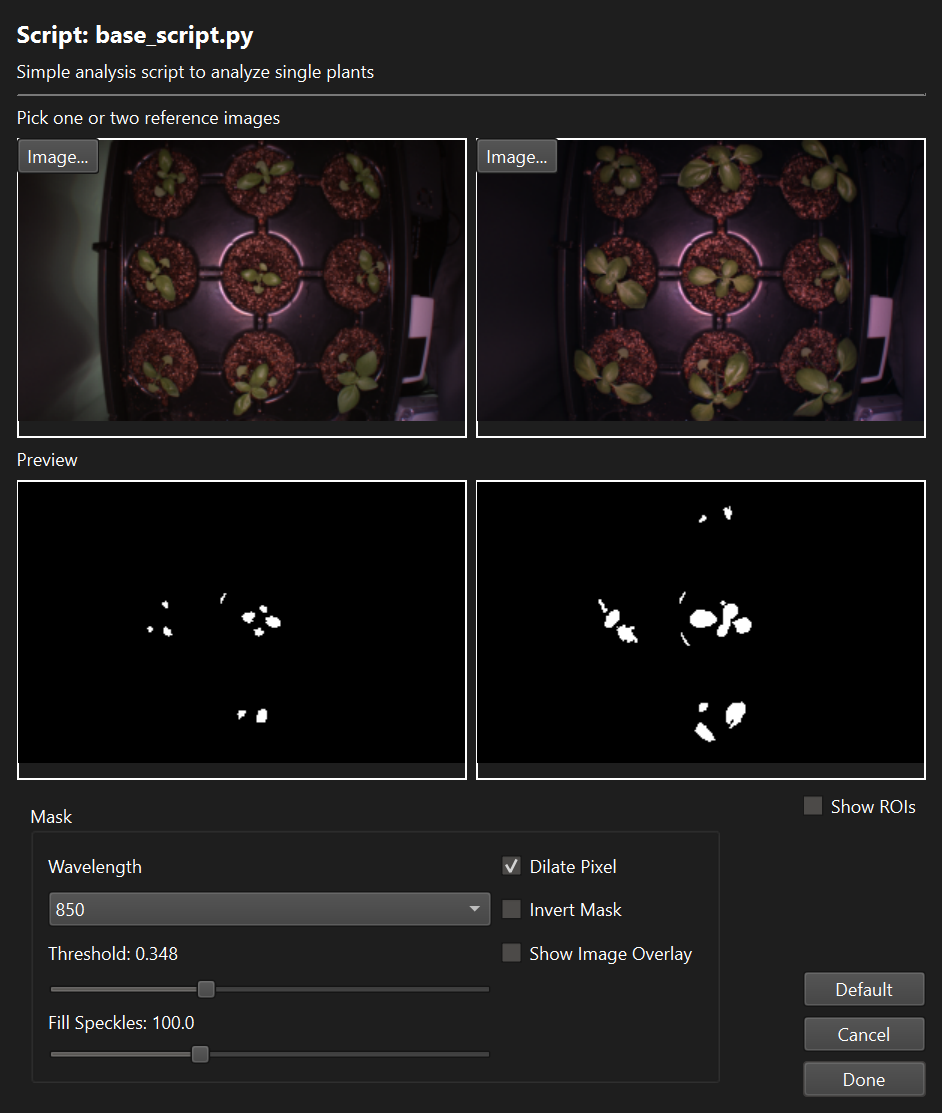 Script: base_script.py
Simple analysis script to analyze single plants
Pick one or two reference images
Image... Image...
Preview
Show ROIs
Mask
Wavelength
Dilate Pixel
850
Invert Mask
Threshold: 0.348
Show Image Overlay
Default
Fill Speckles: 100.0
Cancel
Done